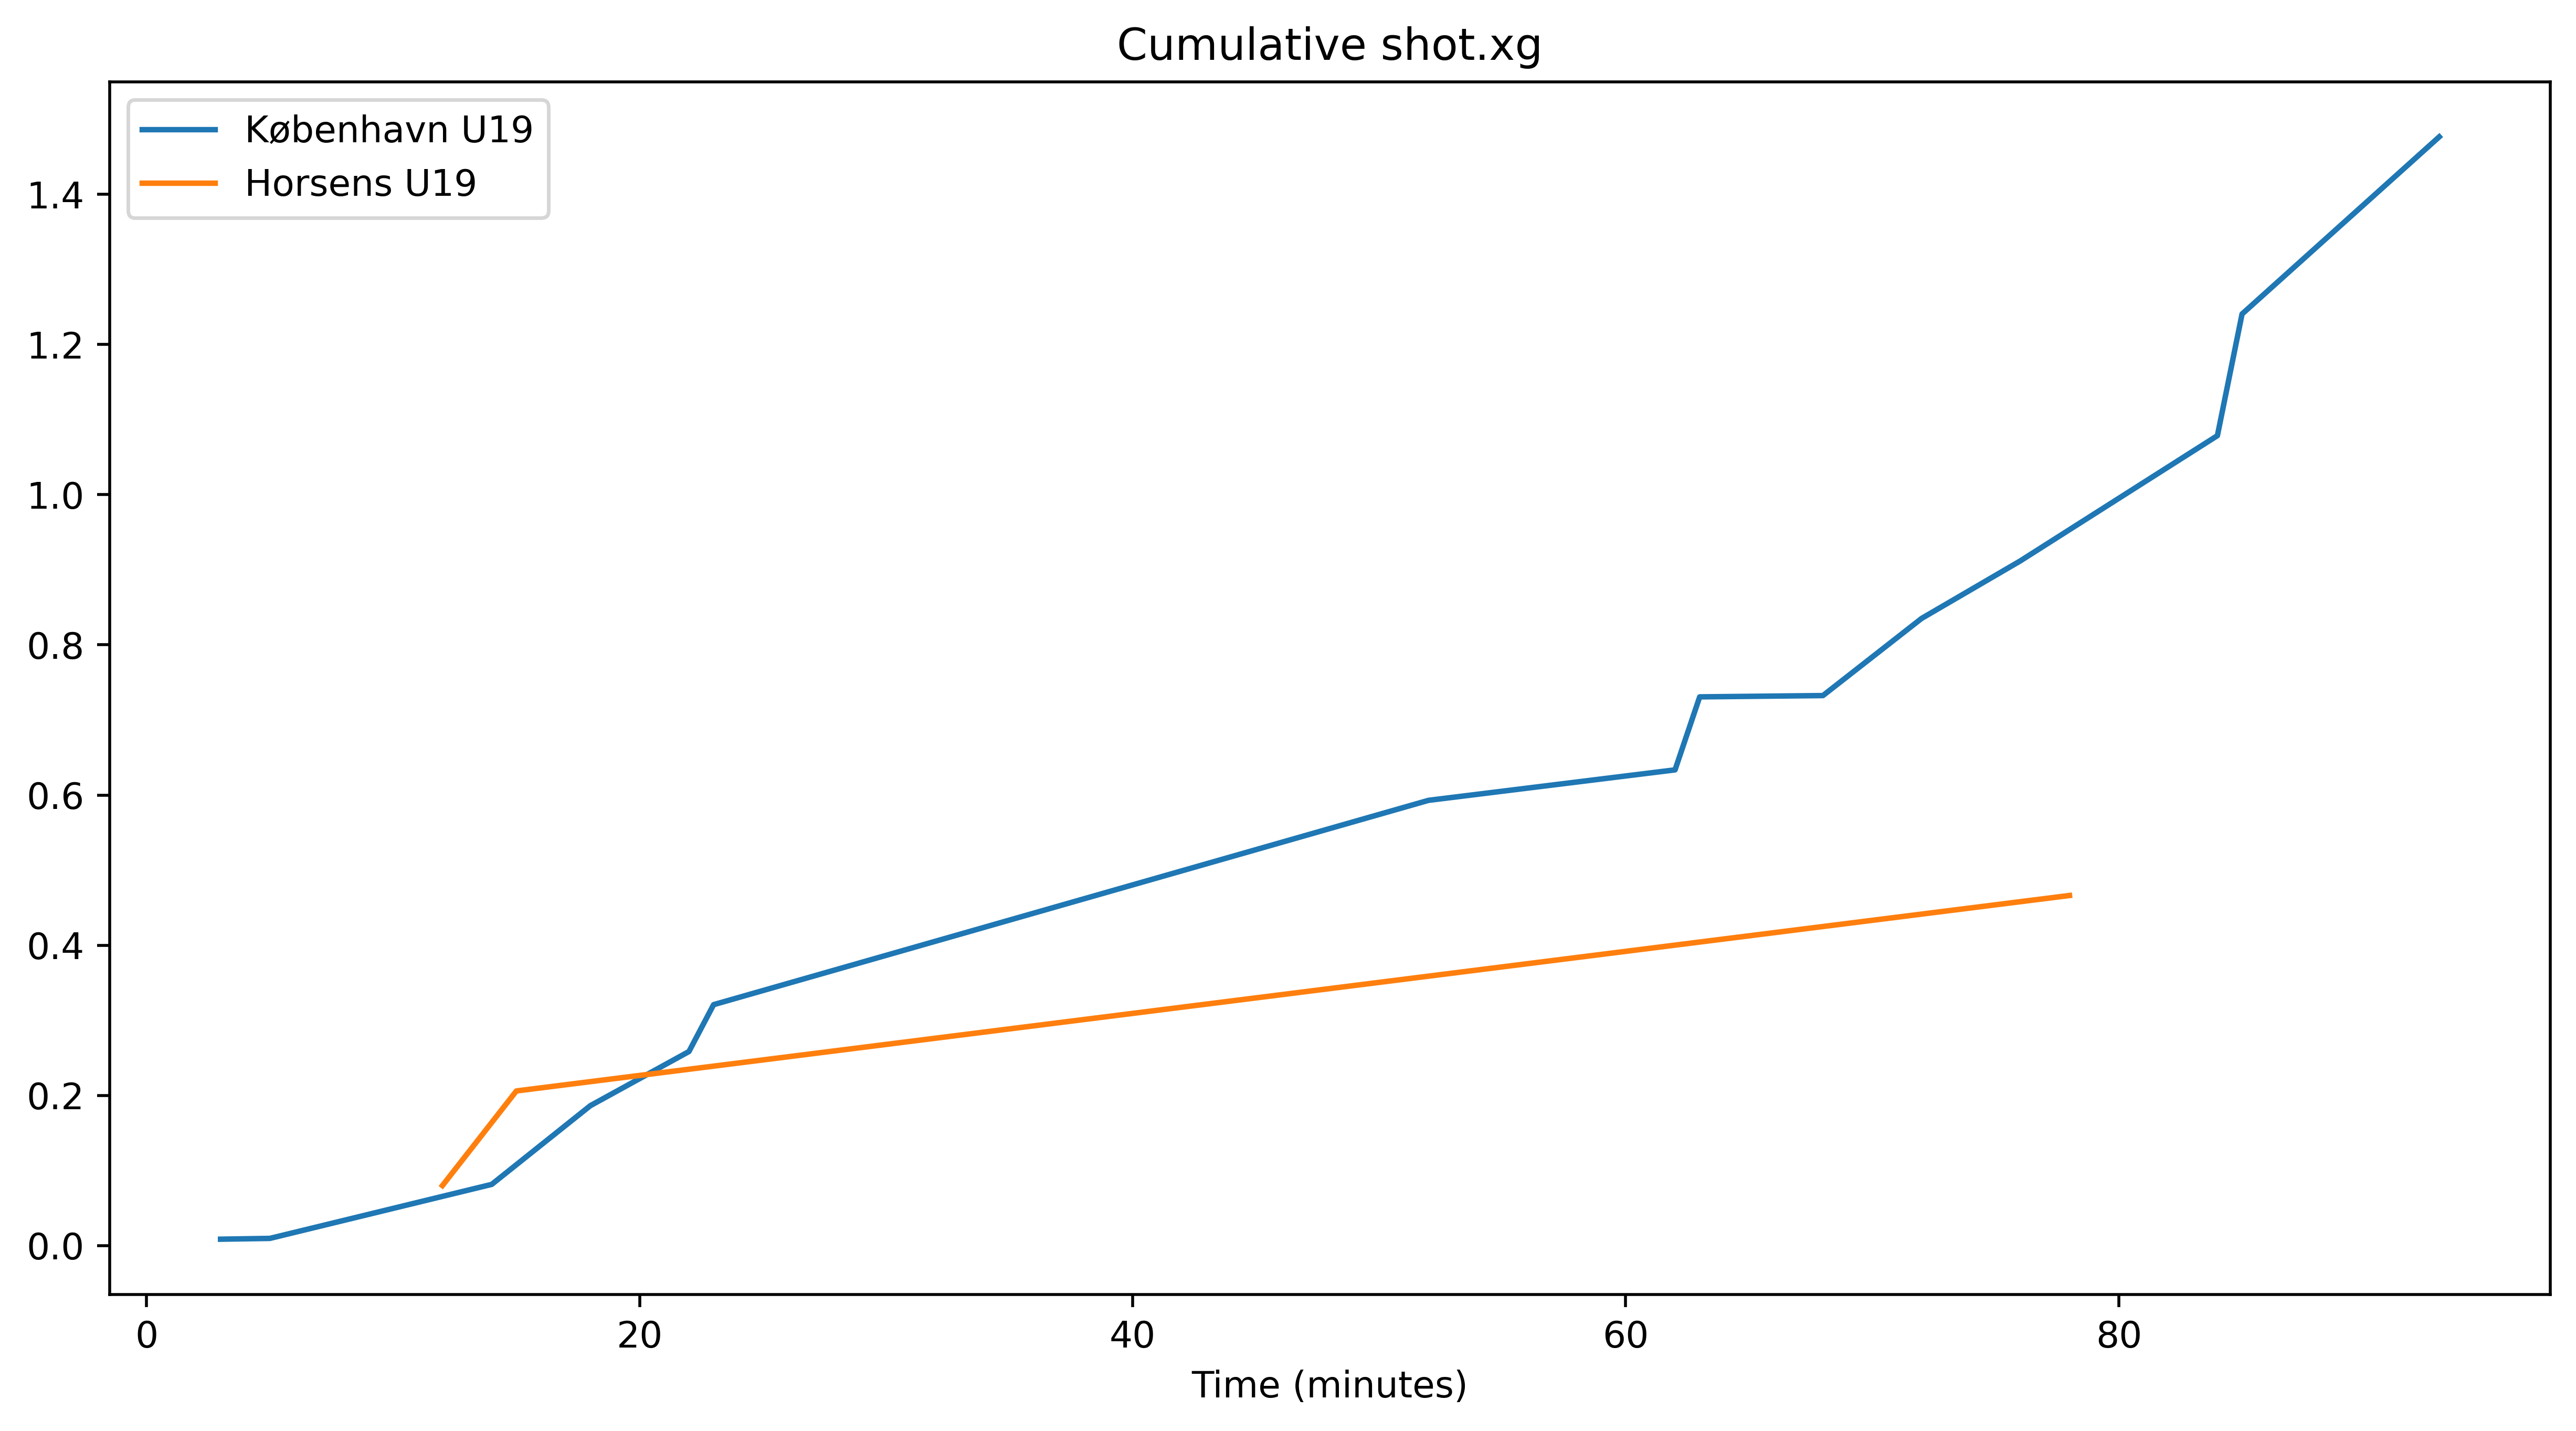 Cumulative shot.xg
København U19
Horsens U19
1.4
1.2
1.0
0.8
0.6
0.4
0.2
0.0
0 20 40 60 80
Time (minutes)